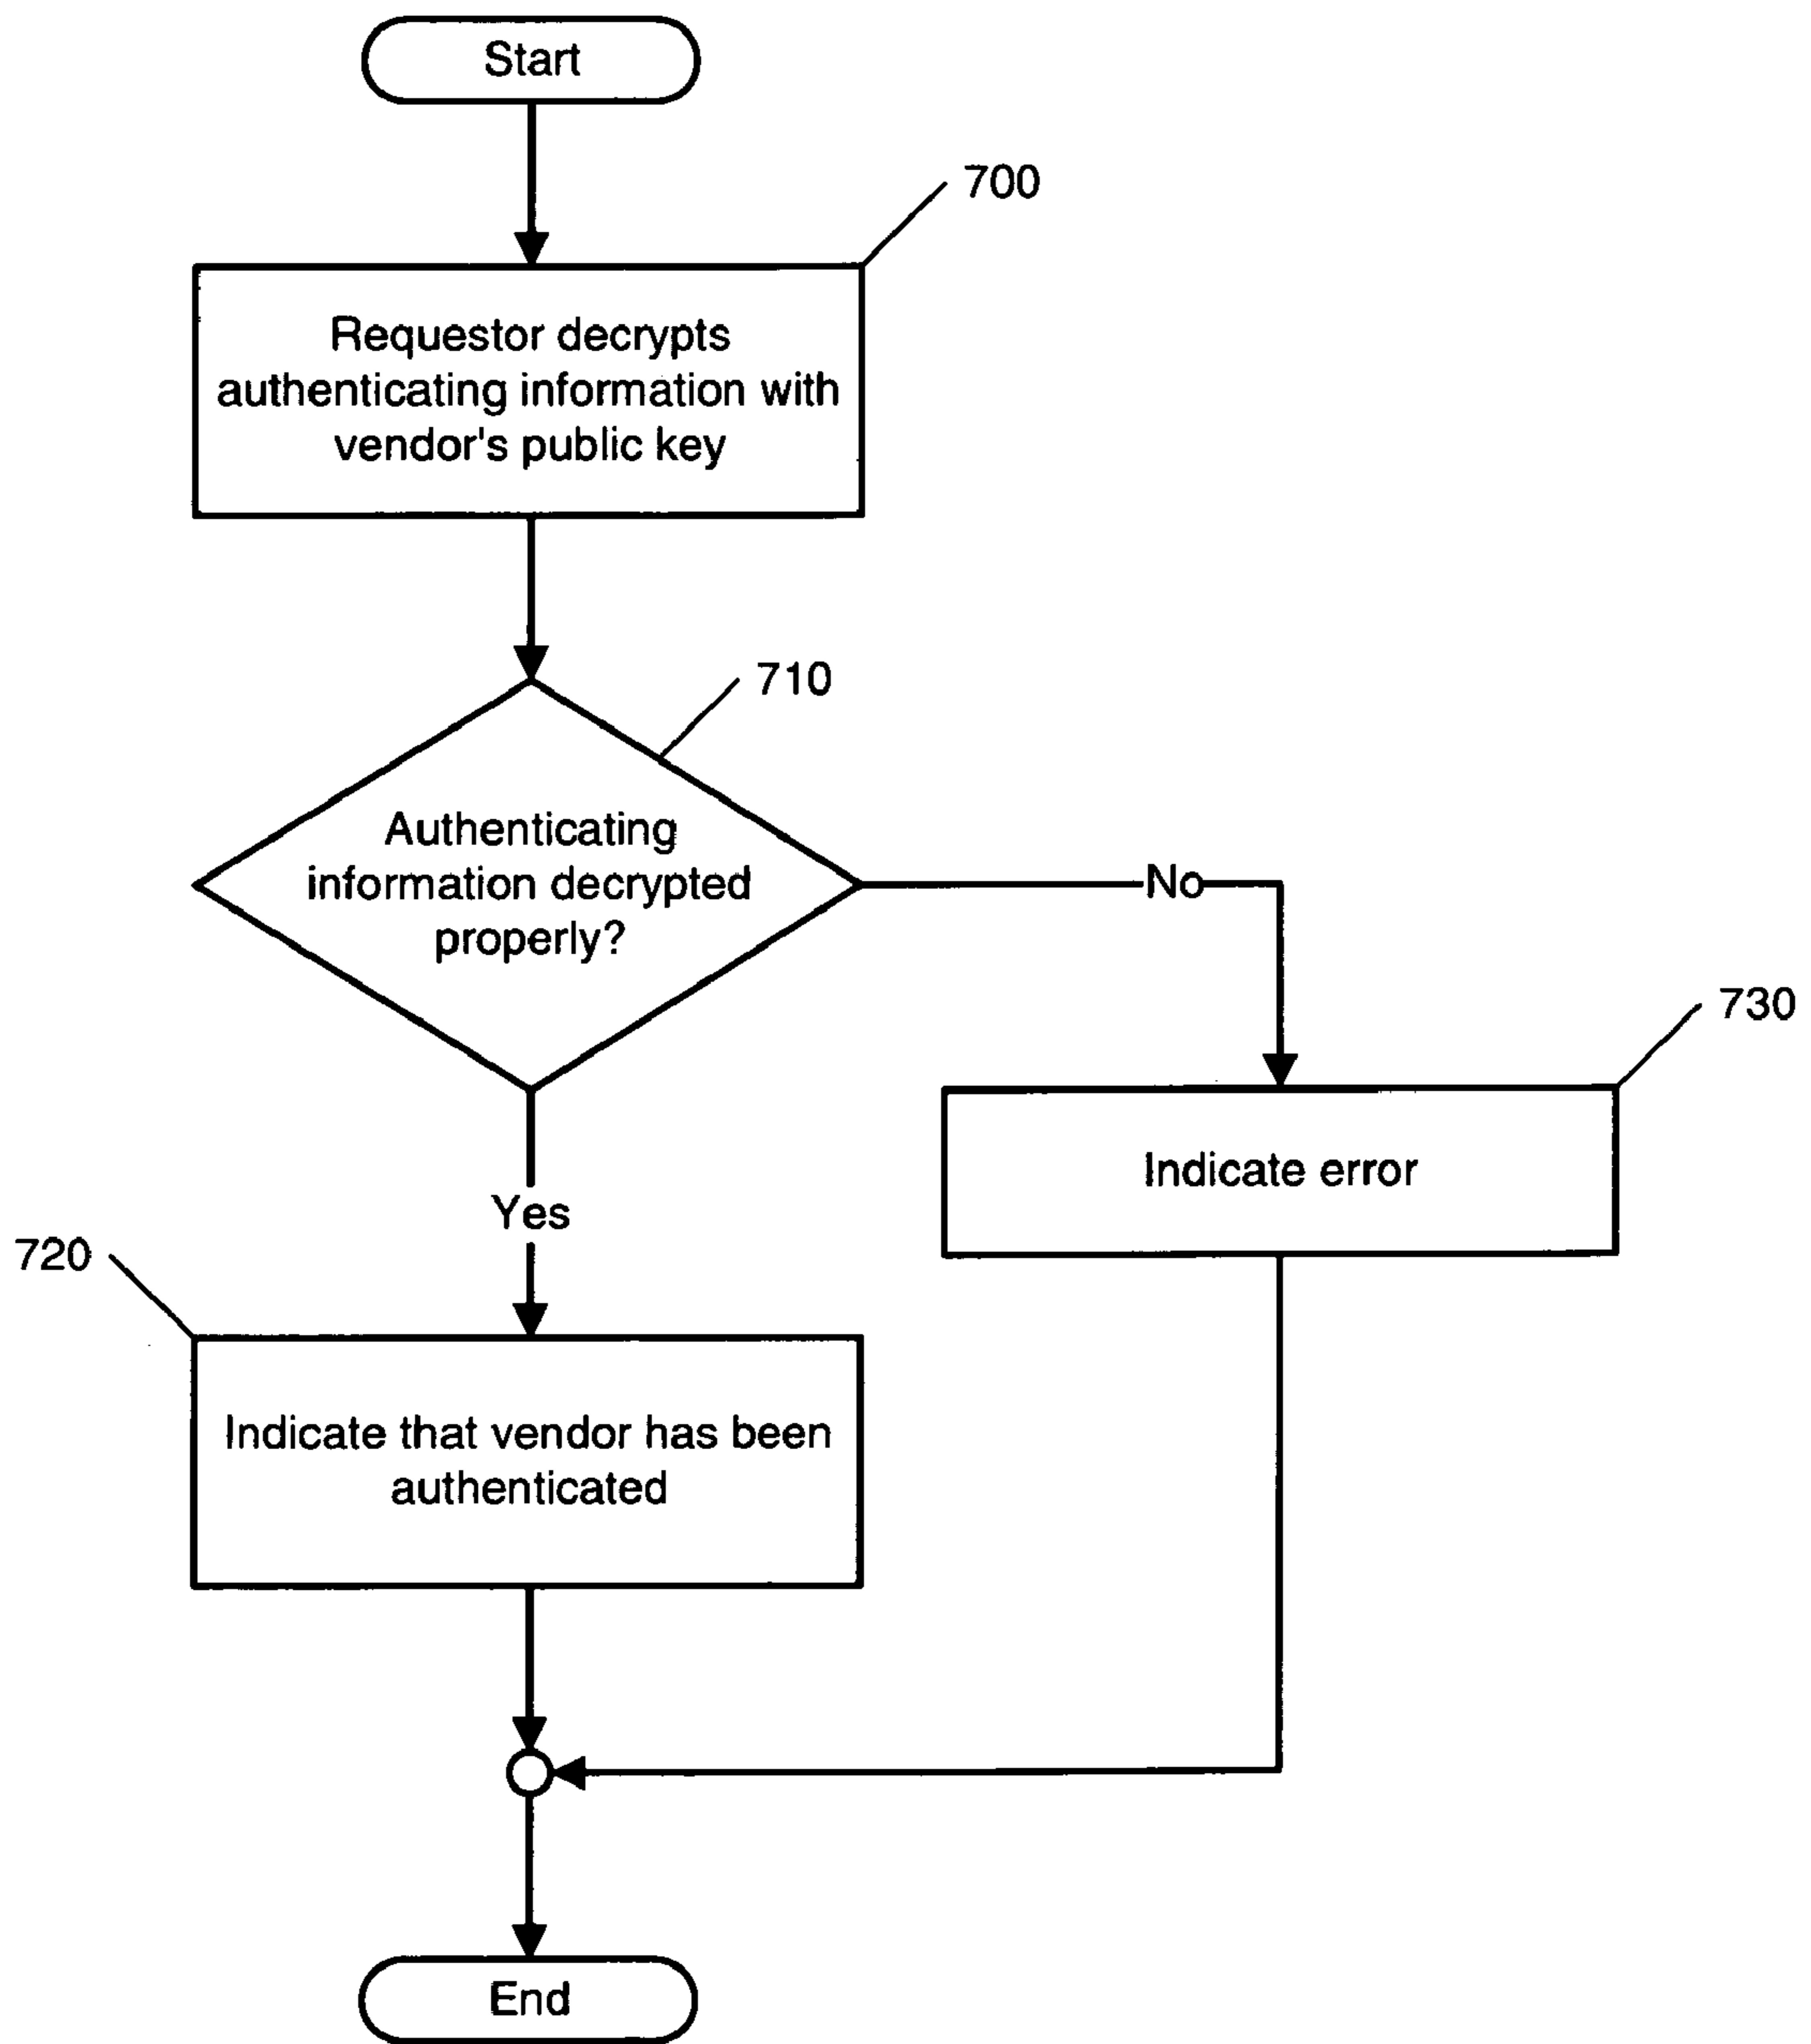 Start
700
Requestor decrypts
authenticating information with
vendor's public key
710
Authenticating
information decrypted
properly?
No
730
Indicate error
Yes
720
Indicate that vendor has been
authenticated
End